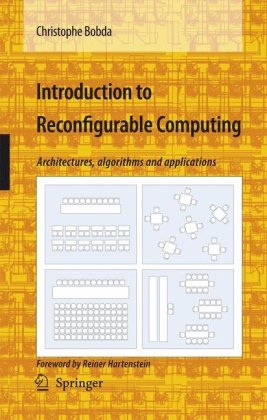 Christophe Bobda
Introduction to
Reconfigurable Computing
Architectures, algorithms and applications
Foreword by Reiner Hartenstein
Springer